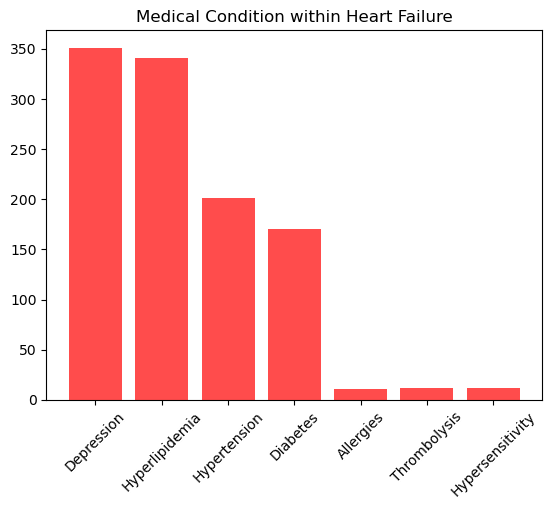 Medical Condition within Heart Failure
350
300
250
200
150
100
50
0
Depression
Hyperlipidemia
Hypertension
Diabetes
Allergies
Thrombolysis
Hypersensitivity